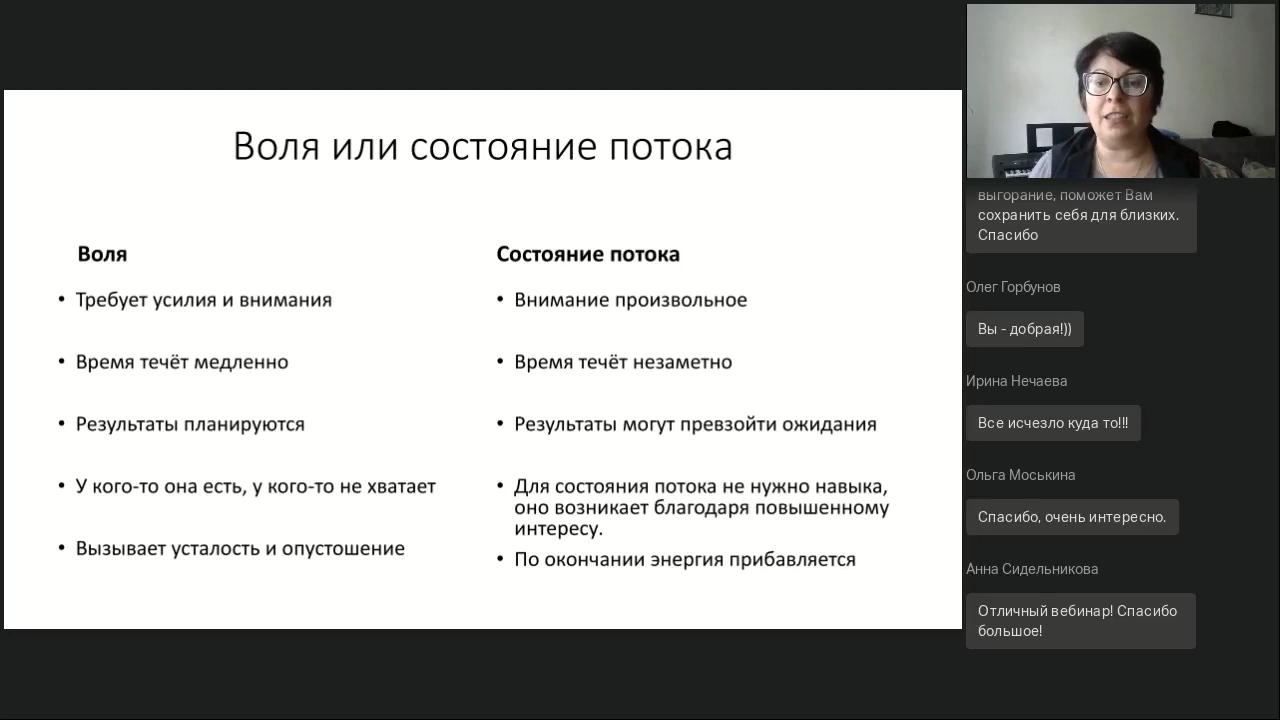 Воля или состояние потока
Воля
• Требует усилия и внимания
• Время течёт медленно
• Результаты планируются
• У кого-то она есть, у кого-то не хватает
• Вызывает усталость и опустошение
Состояние потока
• Внимание произвольное
• Время течёт незаметно
• Результаты могут превзойти ожидания
• Для состояния потока не нужно навыка,
оно возникает благодаря повышенному
интересу.
• По окончании энергия прибавляется
выгорание, поможет Вам
сохранить себя для близких.
Спасибо
Олег Горбунов
Вы - добрая!))
Ирина Нечаева
Все исчезло куда то!!!
Ольга Моськина
Спасибо, очень интересно.
Анна Сидельникова
Отличный вебинар! Спасибо
большое!